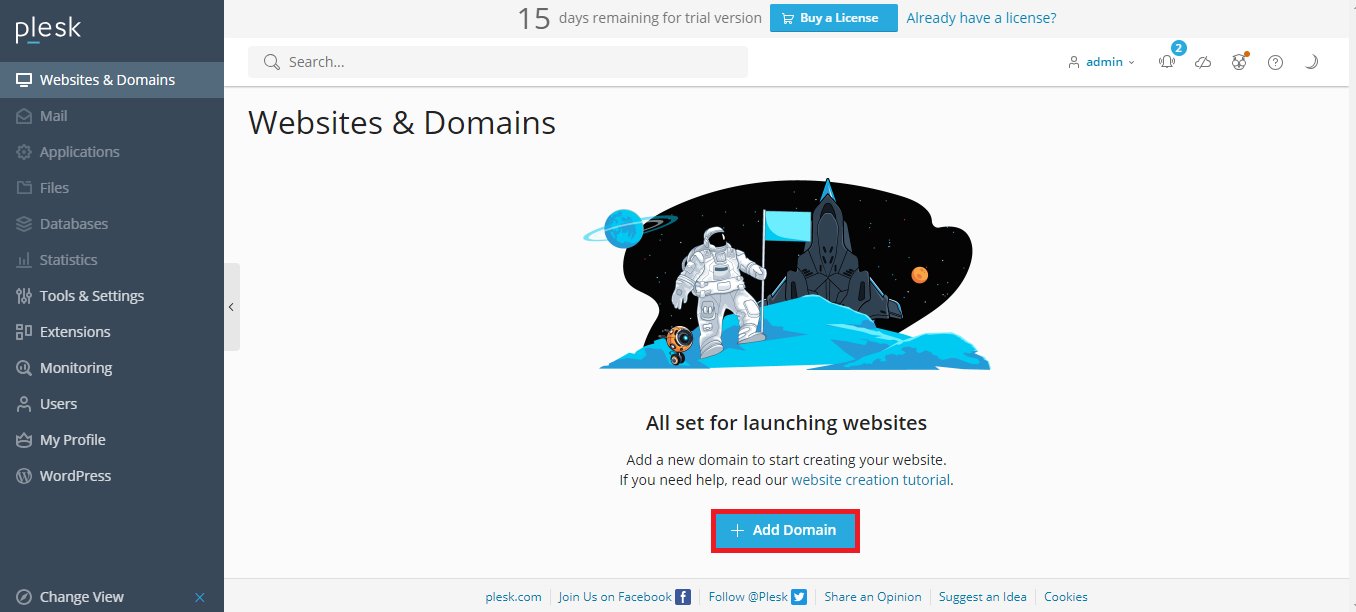 plesk
15 days remaining for trial version Buy a License Already have a license?
Search...
admin
2
Websites & Domains
Mail
Applications
Files
Databases
Statistics
Tools & Settings
Extensions
Monitoring
Users
My Profile
WordPress
Change View
Websites & Domains
All set for launching websites
Add a new domain to start creating your website.
If you need help, read our website creation tutorial.
Add Domain
plesk.com Join Us on Facebook Follow @Plesk Share an Opinion Suggest an Idea Cookies